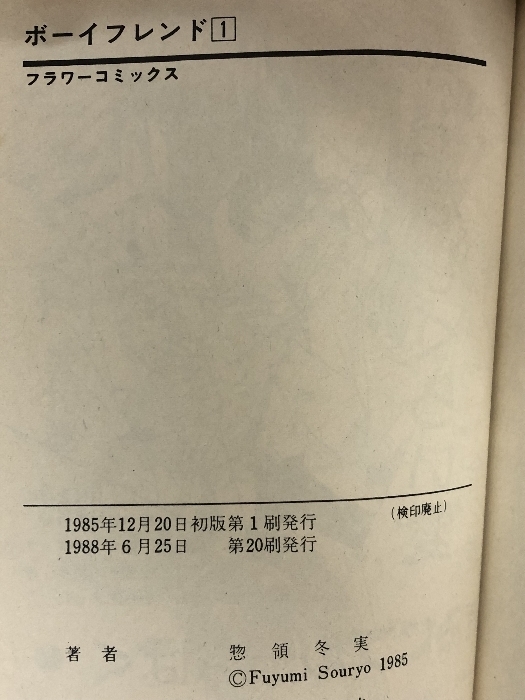 ボーイフレンド1
フラワーコミックス
(検印廃止)
1985年12月20日初版第1刷発行
1988年6月25日 第20刷発行
著者 惣領冬実
©Fuyumi Souryo 1985